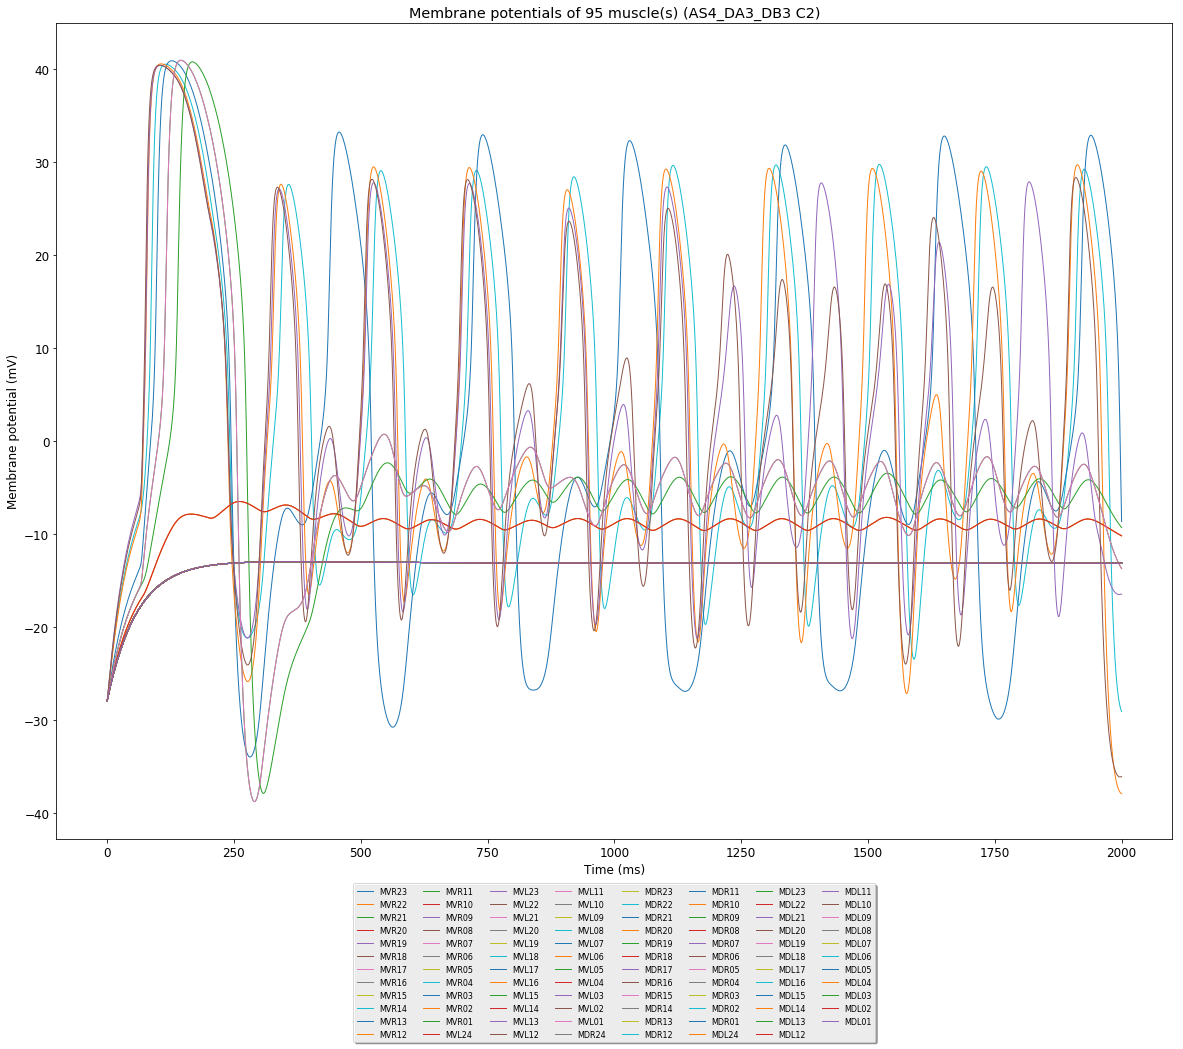 Membrane potentials of 95 muscle(s) (AS4_DA3_DB3 C2)
Muscle potential (mV)
40
30
20
10
0
−10
−20
−30
−40
0 250 500 750 1000 1250 1500 1750 2000
Time (ms)
MVR23 MVR11 MVL23 MVL11 MDR23 MDR11 MDL23 MDL11
MVR22 MVR10 MVL22 MVL10 MDR22 MDR10 MDL22 MDL10
MVR21 MVR09 MVL21 MVL09 MDR21 MDR09 MDL21 MDL09
MVR20 MVR08 MVL20 MVL08 MDR20 MDR08 MDL20 MDL08
MVR19 MVR07 MVL19 MVL07 MDR19 MDR07 MDL19 MDL07
MVR18 MVR06 MVL18 MVL06 MDR18 MDR06 MDL18 MDL06
MVR17 MVR05 MVL17 MVL05 MDR17 MDR05 MDL17 MDL05
MVR16 MVR04 MVL16 MVL04 MDR16 MDR04 MDL16 MDL04
MVR15 MVR03 MVL15 MVL03 MDR15 MDR03 MDL15 MDL03
MVR14 MVR02 MVL14 MVL02 MDR14 MDR02 MDL14 MDL02
MVR13 MVR01 MVL13 MVL01 MDR13 MDR01 MDL13 MDL01
MVR12 MVL24 MVL12 MDR24 MDR12 MDL24 MDL12